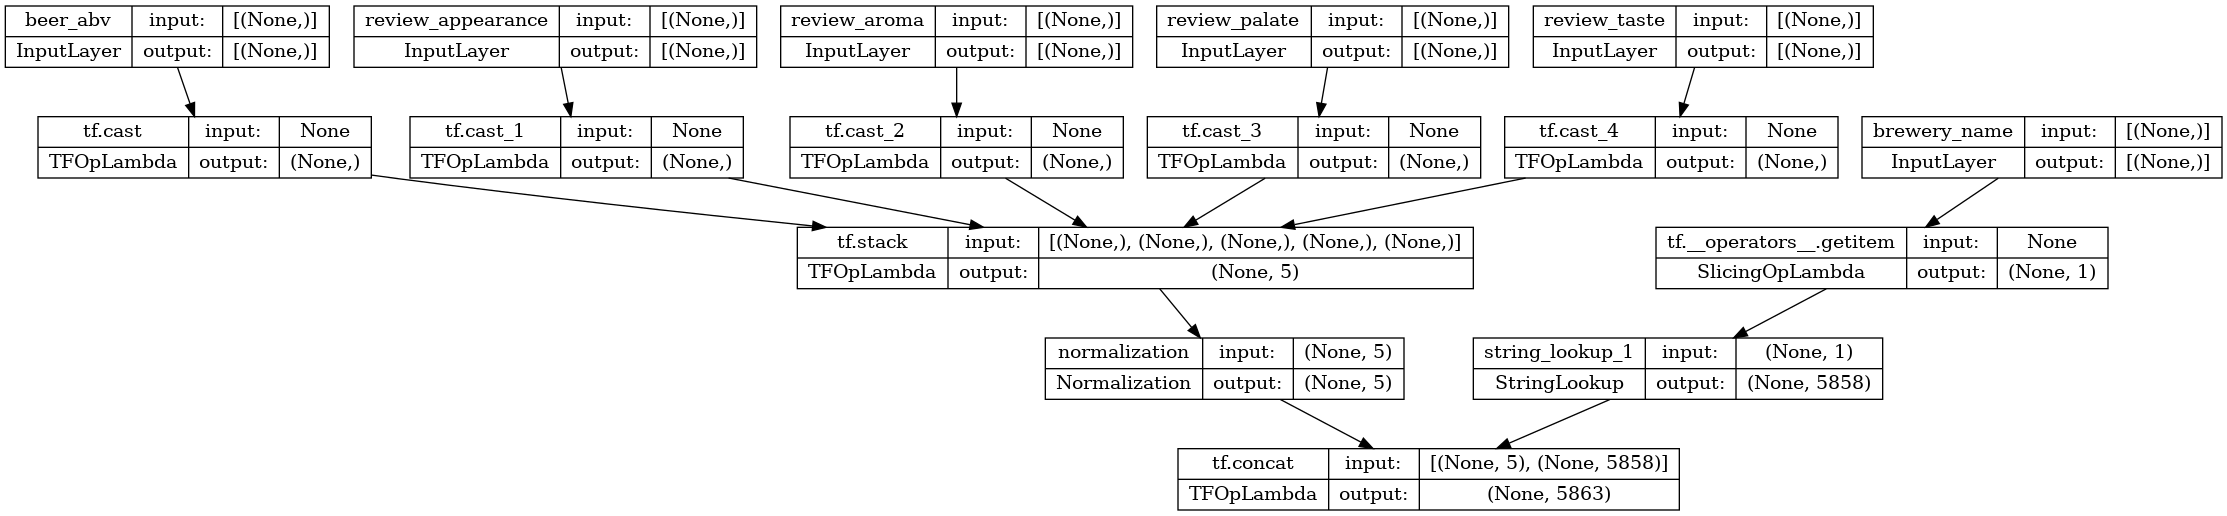 beer_abv input: [(None,)]
InputLayer output: [(None,)]
review_appearance input: [(None,)]
InputLayer output: [(None,)]
review_aroma input: [(None,)]
InputLayer output: [(None,)]
review_palate input: [(None,)]
InputLayer output: [(None,)]
review_taste input: [(None,)]
InputLayer output: [(None,)]
tf.cast input: None
TFOpLambda output: (None,)
tf.cast_1 input: None
TFOpLambda output: (None,)
tf.cast_2 input: None
TFOpLambda output: (None,)
tf.cast_3 input: None
TFOpLambda output: (None,)
tf.cast_4 input: None
TFOpLambda output: (None,)
brewery_name input: [(None,)]
InputLayer output: [(None,)]
tf.stack input: [(None,), (None,), (None,), (None,), (None,)]
TFOpLambda output: (None, 5)
tf.__operators__.getitem input: None
SlicingOpLambda output: (None, 1)
normalization input: (None, 5)
Normalization output: (None, 5)
string_lookup_1 input: (None, 1)
StringLookup output: (None, 5858)
tf.concat input: [(None, 5), (None, 5858)]
TFOpLambda output: (None, 5863)